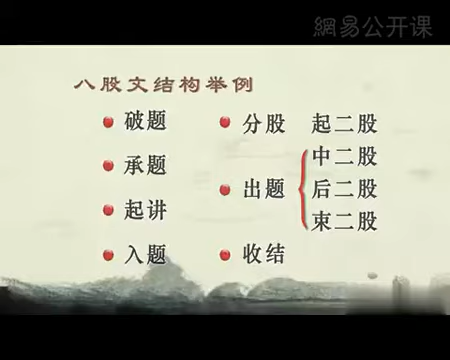 網易公开课
八股文结构举例
破题
承题
起讲
入题
分股 起二股
出题
中二股
后二股
束二股
收结